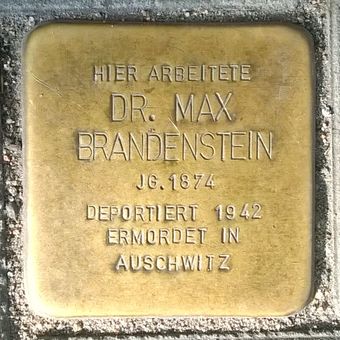 HIER ARBEITETE
DR. MAX
BRANDENSTEIN
JG. 1874
DEPORTIERT 1942
ERMORDET IN
AUSCHWITZ